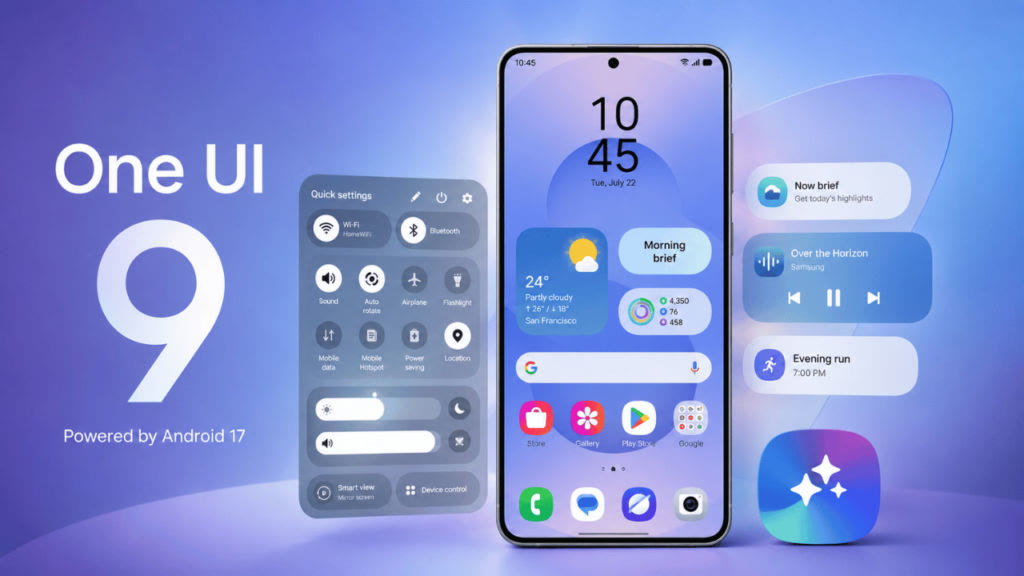 One UI
9
Powered by Android 17
Quick settings
Wi-Fi
HomeWiFi
Bluetooth
Sound
Auto
rotate
Airplane
Flashlight
Mobile
data
Mobile
Hotspot
Power
saving
Location
Smart view
Mirror screen
Device control
10:45
10
45
Tue, July 22
24°
Partly cloudy
↑ 26° / ↓ 18°
San Francisco
Morning
brief
4,350
76
458
G
Store
Gallery
Play Store
Google
Now brief
Get today's highlights
Over the Horizon
Samsung
Evening run
7:00 PM